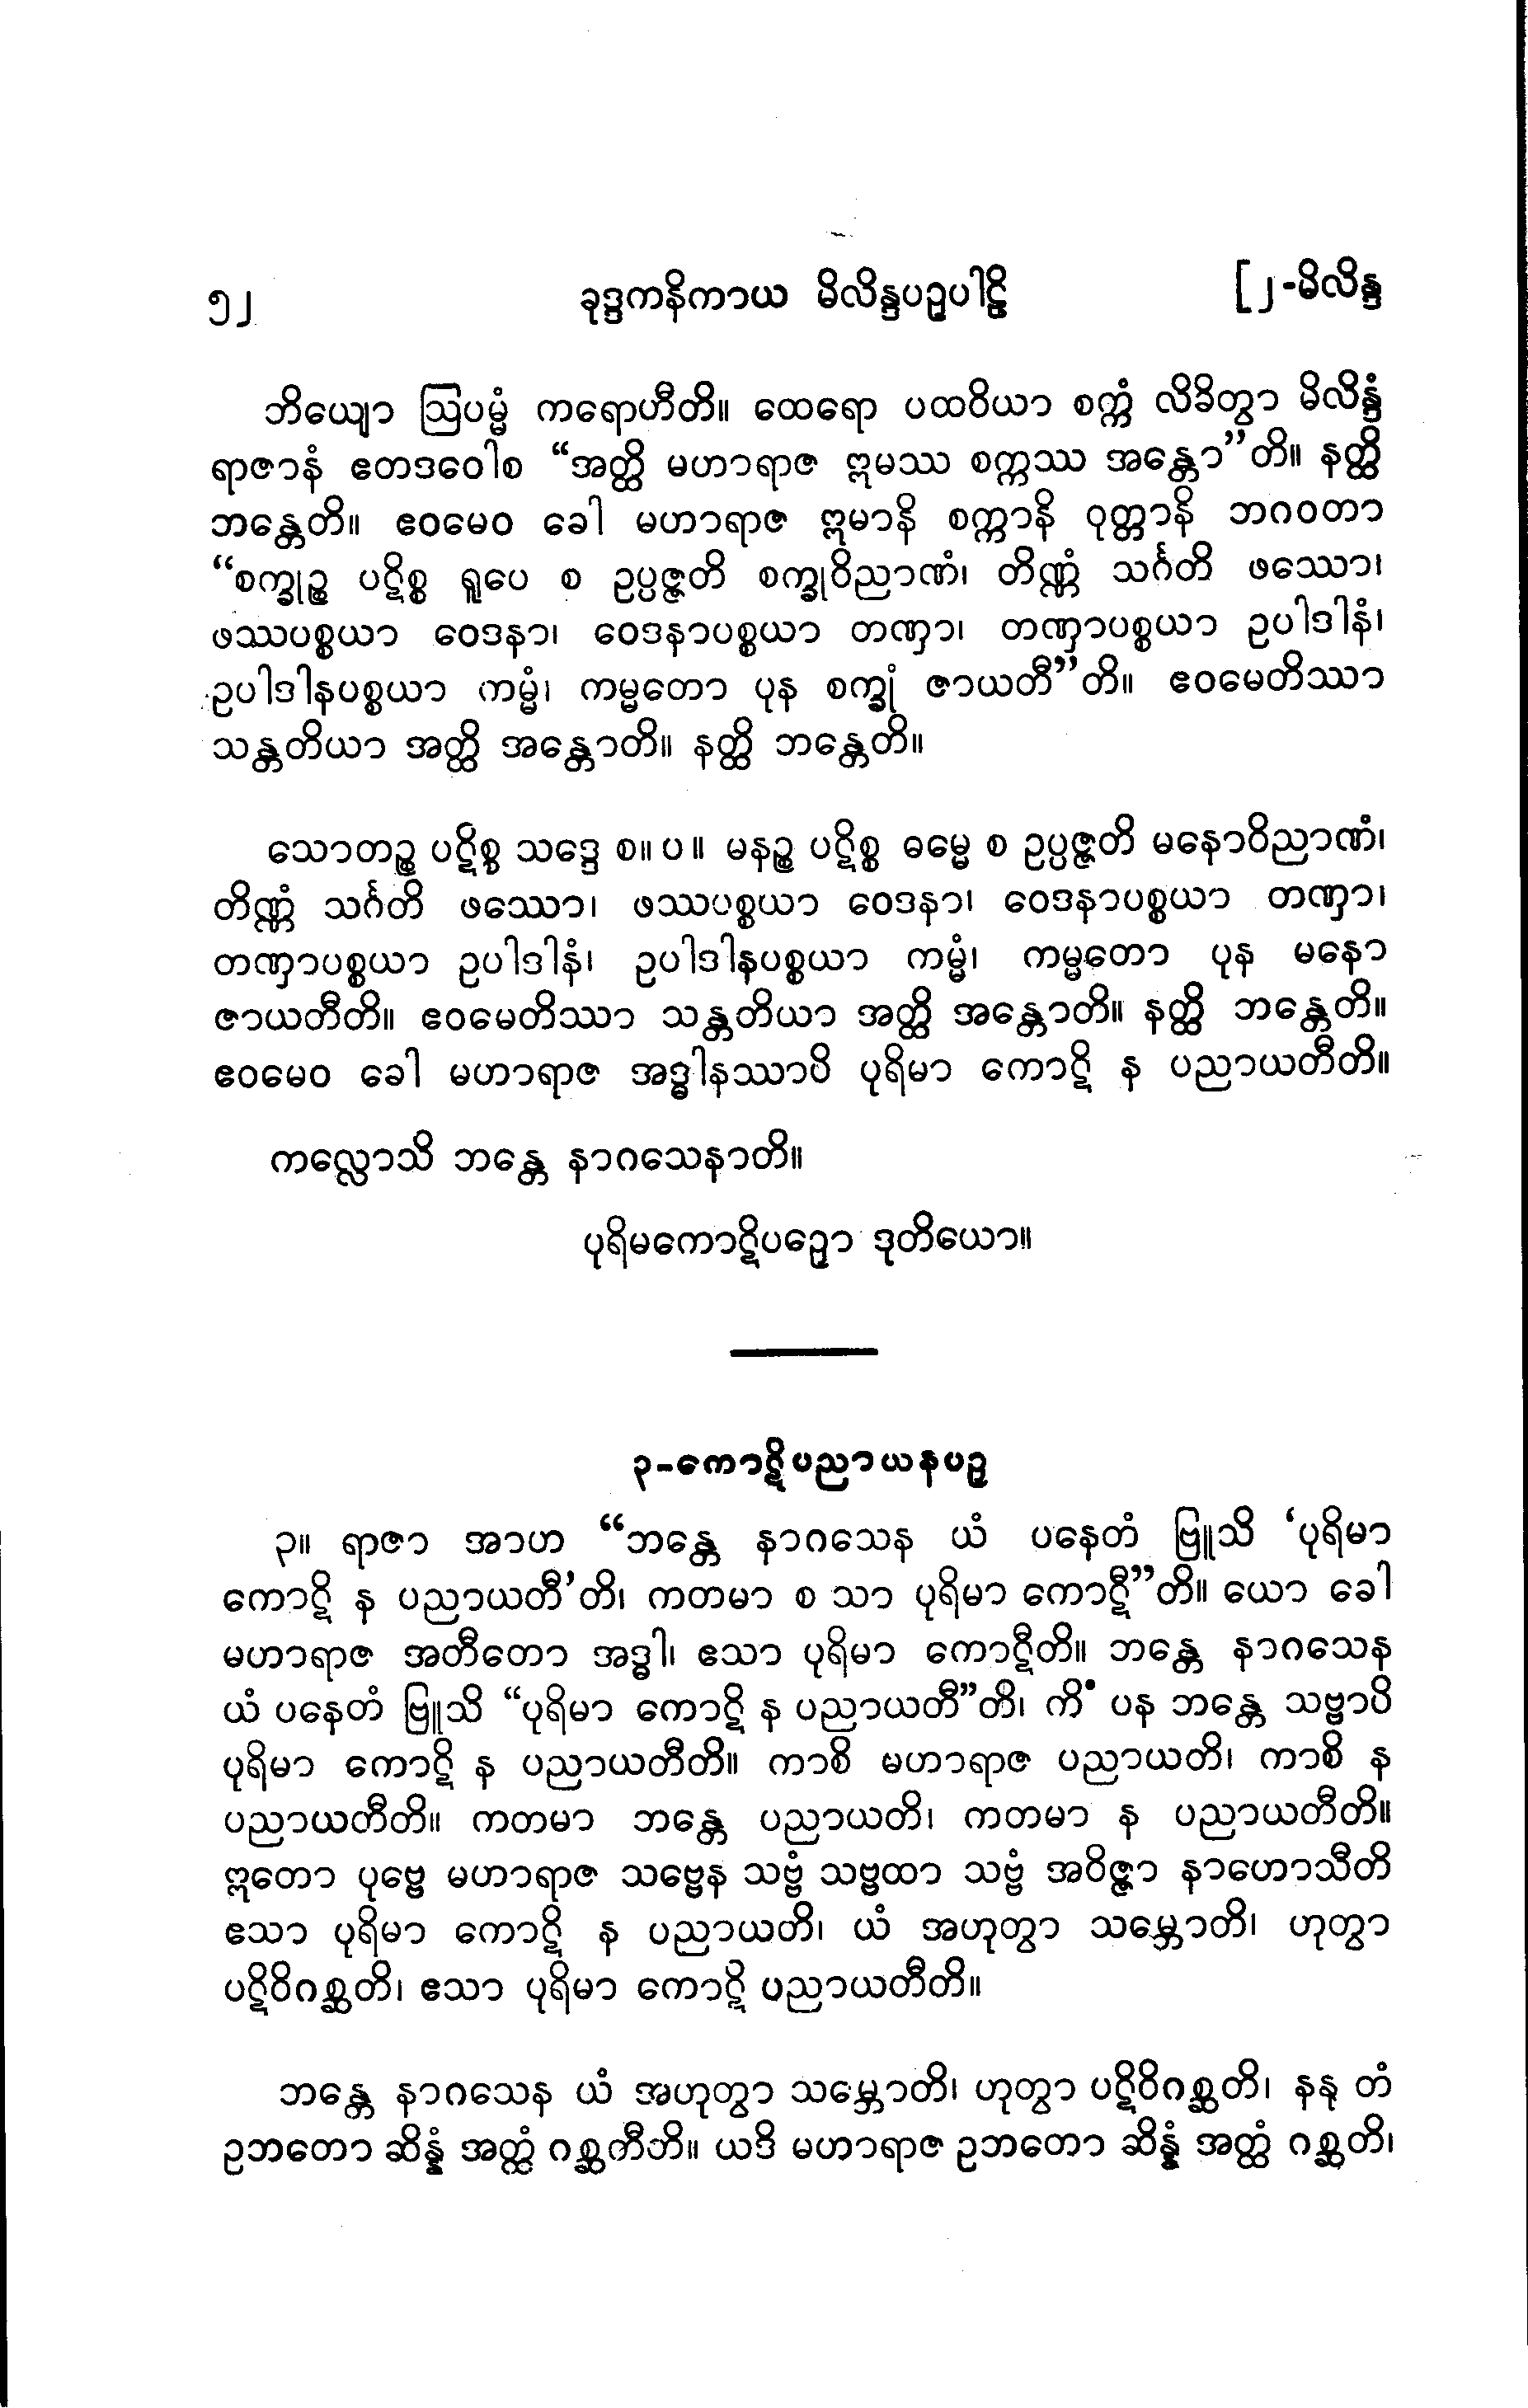 ၅၂ ခုဒ္ဒကနိကာယ မိလိန္ဒပဉှပါဠိ [၂-မိလိန္ဒ
ဘိယျော ဩပမ္မံ ကရောဟီတိ။ ထေရော ပထဝိယာ စက္ကံ လိခိတွာ မိလိန္ဒံ
ရာဇာနံ ဧတဒဝေါစ “အတ္ထိ မဟာရာဇ ဣမဿ စက္ကဿ အန္တော”တိ။ နတ္ထိ
ဘန္တေတိ။ ဧဝမေဝ ခေါ မဟာရာဇ ဣမာနိ စက္ကာနိ ဝုတ္တာနိ ဘဂဝတာ
“စက္ခုဉ္စ ပဋိစ္စ ရူပေ စ ဥပ္ပဇ္ဇတိ စက္ခုဝိညာဏံ၊ တိဏ္ဏံ သင်္ဂတိ ဖဿော၊
ဖဿပစ္စယာ ဝေဒနာ၊ ဝေဒနာပစ္စယာ တဏှာ၊ တဏှာပစ္စယာ ဥပါဒါနံ၊
ဥပါဒါနပစ္စယာ ကမ္မံ၊ ကမ္မတော ပုန စက္ခုံ ဇာယတီ”တိ။ ဧဝမေတိဿာ
သန္တတိယာ အတ္ထိ အန္တောတိ။ နတ္ထိ ဘန္တေတိ။
သောတဉ္စ ပဋိစ္စ သဒ္ဒေ စ။ပ။ မနဉ္စ ပဋိစ္စ ဓမ္မေ စ ဥပ္ပဇ္ဇတိ မနောဝိညာဏံ၊
တိဏ္ဏံ သင်္ဂတိ ဖဿော၊ ဖဿပစ္စယာ ဝေဒနာ၊ ဝေဒနာပစ္စယာ တဏှာ၊
တဏှာပစ္စယာ ဥပါဒါနံ၊ ဥပါဒါနပစ္စယာ ကမ္မံ၊ ကမ္မတော ပုန မနော
ဇာယတီတိ။ ဧဝမေတိဿာ သန္တတိယာ အတ္ထိ အန္တောတိ။ နတ္ထိ ဘန္တေတိ။
ဧဝမေဝ ခေါ မဟာရာဇ အဒ္ဓါနဿာပိ ပုရိမာ ကောဋိ န ပညာယတီတိ။
ကလ္လောသိ ဘန္တေ နာဂသေနာတိ။
ပုရိမကောဋိပဉှော ဒုတိယော။
၃-ကောဋိပညာယနပဉှ
၃။ ရာဇာ အာဟ “ဘန္တေ နာဂသေန ယံ ပနေတံ ဗြူသိ ‘ပုရိမာ
ကောဋိ န ပညာယတီ’တိ၊ ကတမာ စ သာ ပုရိမာ ကောဋီ”တိ။ ယော ခေါ
မဟာရာဇ အတီတော အဒ္ဓါ၊ ဧသာ ပုရိမာ ကောဋီတိ။ ဘန္တေ နာဂသေန
ယံ ပနေတံ ဗြူသိ “ပုရိမာ ကောဋိ န ပညာယတီ”တိ၊ ကိံ ပန ဘန္တေ သဗ္ဗာပိ
ပုရိမာ ကောဋိ န ပညာယတီတိ။ ကာစိ မဟာရာဇ ပညာယတိ၊ ကာစိ န
ပညာယတီတိ။ ကတမာ ဘန္တေ ပညာယတိ၊ ကတမာ န ပညာယတီတိ။
ဣတော ပုဗ္ဗေ မဟာရာဇ သဗ္ဗေန သဗ္ဗံ သဗ္ဗထာ သဗ္ဗံ အဝိဇ္ဇာ နာဟောသီတိ
ဧသာ ပုရိမာ ကောဋိ န ပညာယတိ၊ ယံ အဟုတွာ သမ္ဘောတိ၊ ဟုတွာ
ပဋိဝိဂစ္ဆတိ၊ ဧသာ ပုရိမာ ကောဋိ ပညာယတီတိ။
ဘန္တေ နာဂသေန ယံ အဟုတွာ သမ္ဘောတိ၊ ဟုတွာ ပဋိဝိဂစ္ဆတိ၊ နနု တံ
ဥဘတော ဆိန္နံ အတ္ထံ ဂစ္ဆတီတိ။ ယဒိ မဟာရာဇ ဥဘတော ဆိန္နံ အတ္ထံ ဂစ္ဆတိ၊